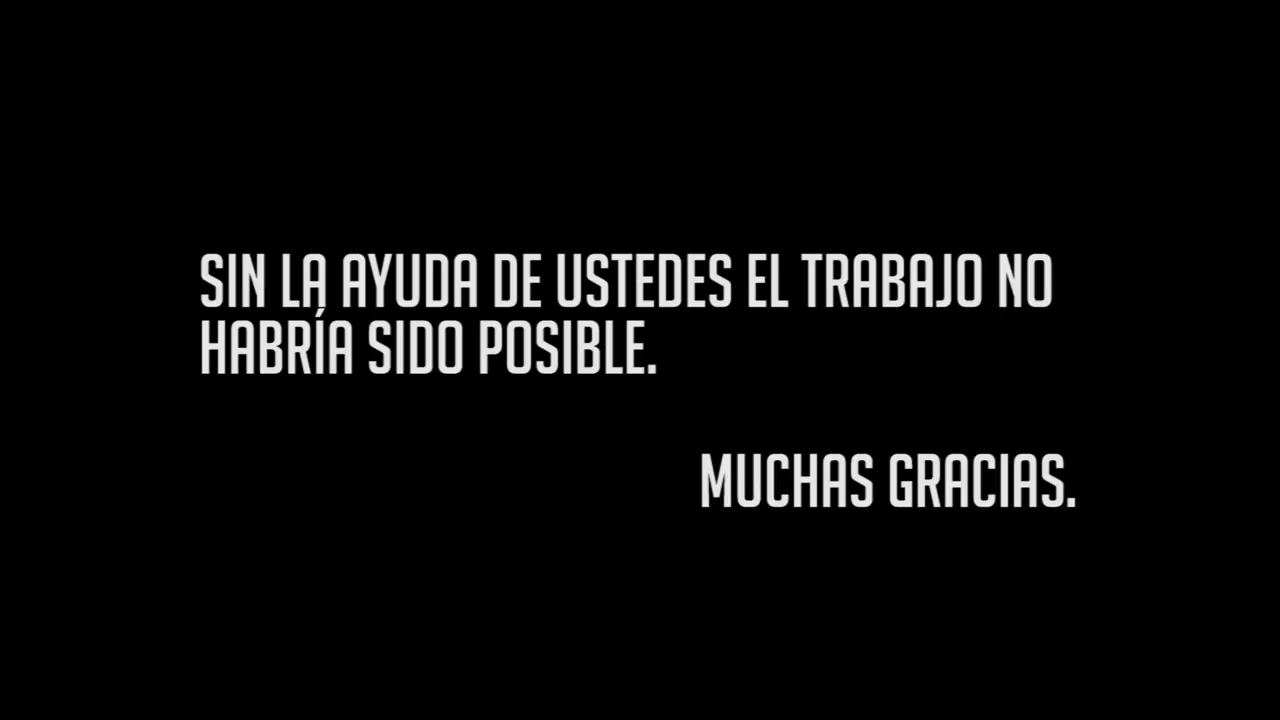 SIN LA AYUDA DE USTEDES EL TRABAJO NO
HABRÍA SIDO POSIBLE.
MUCHAS GRACIAS.